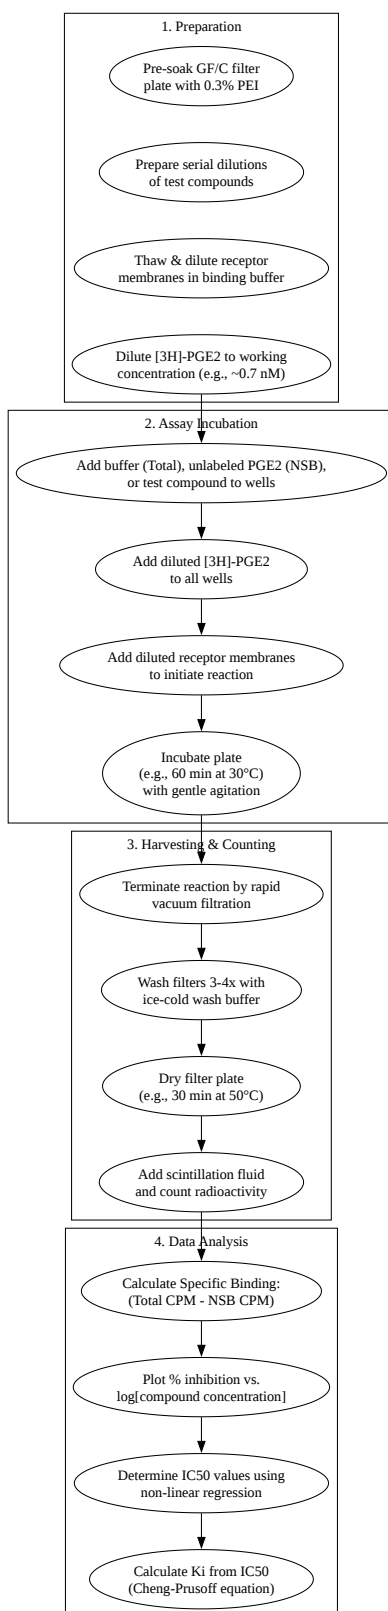 1. Preparation
Pre-soak GF/C filter
plate with 0.3% PEI
Prepare serial dilutions
of test compounds
Thaw & dilute receptor
membranes in binding buffer
Dilute [3H]-PGE2 to working
concentration (e.g., ~0.7 nM)
2. Assay Incubation
Add buffer (Total), unlabeled PGE2 (NSB),
or test compound to wells
Add diluted [3H]-PGE2
to all wells
Add diluted receptor membranes
to initiate reaction
Incubate plate
(e.g., 60 min at 30°C)
with gentle agitation
3. Harvesting & Counting
Terminate reaction by rapid
vacuum filtration
Wash filters 3-4x with
ice-cold wash buffer
Dry filter plate
(e.g., 30 min at 50°C)
Add scintillation fluid
and count radioactivity
4. Data Analysis
Calculate Specific Binding:
(Total CPM - NSB CPM)
Plot % inhibition vs.
log[compound concentration]
Determine IC50 values using
non-linear regression
Calculate Ki from IC50
(Cheng-Prusoff equation)